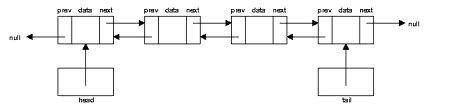 prev data next prev data next prev data next prev data next
null
null
head
tail